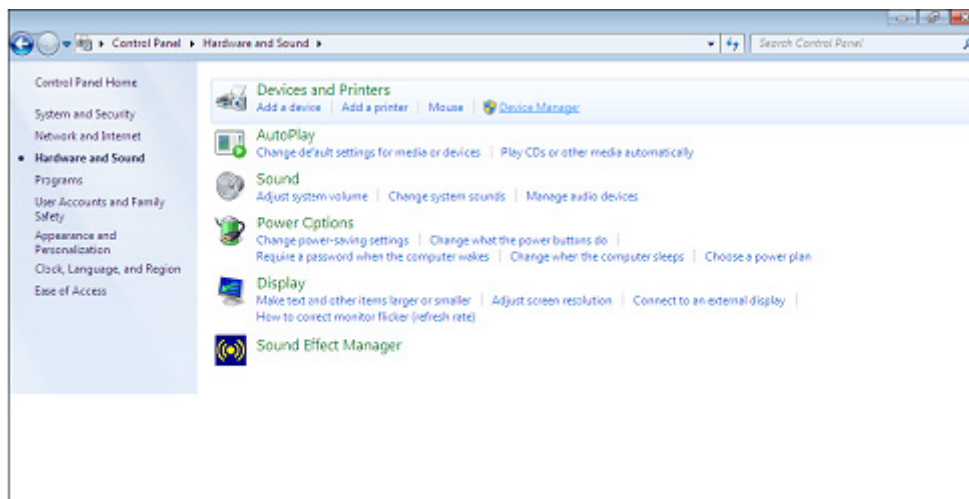 Control Panel ▸ Hardware and Sound ▸
Search Control Panel
Control Panel Home
System and Security
Network and Internet
Hardware and Sound
Programs
User Accounts and Family
Safety
Appearance and
Personalization
Clock, Language, and Region
Ease of Access
Devices and Printers
Add a device | Add a printer | Mouse | Device Manager
AutoPlay
Change default settings for media or devices | Play CDs or other media automatically
Sound
Adjust system volume | Change system sounds | Manage audio devices
Power Options
Change power-saving settings | Change what the power buttons do |
Require a password when the computer wakes | Change when the computer sleeps | Choose a power plan
Display
Make text and other items larger or smaller | Adjust screen resolution | Connect to an external display |
How to correct monitor flicker (refresh rate)
Sound Effect Manager